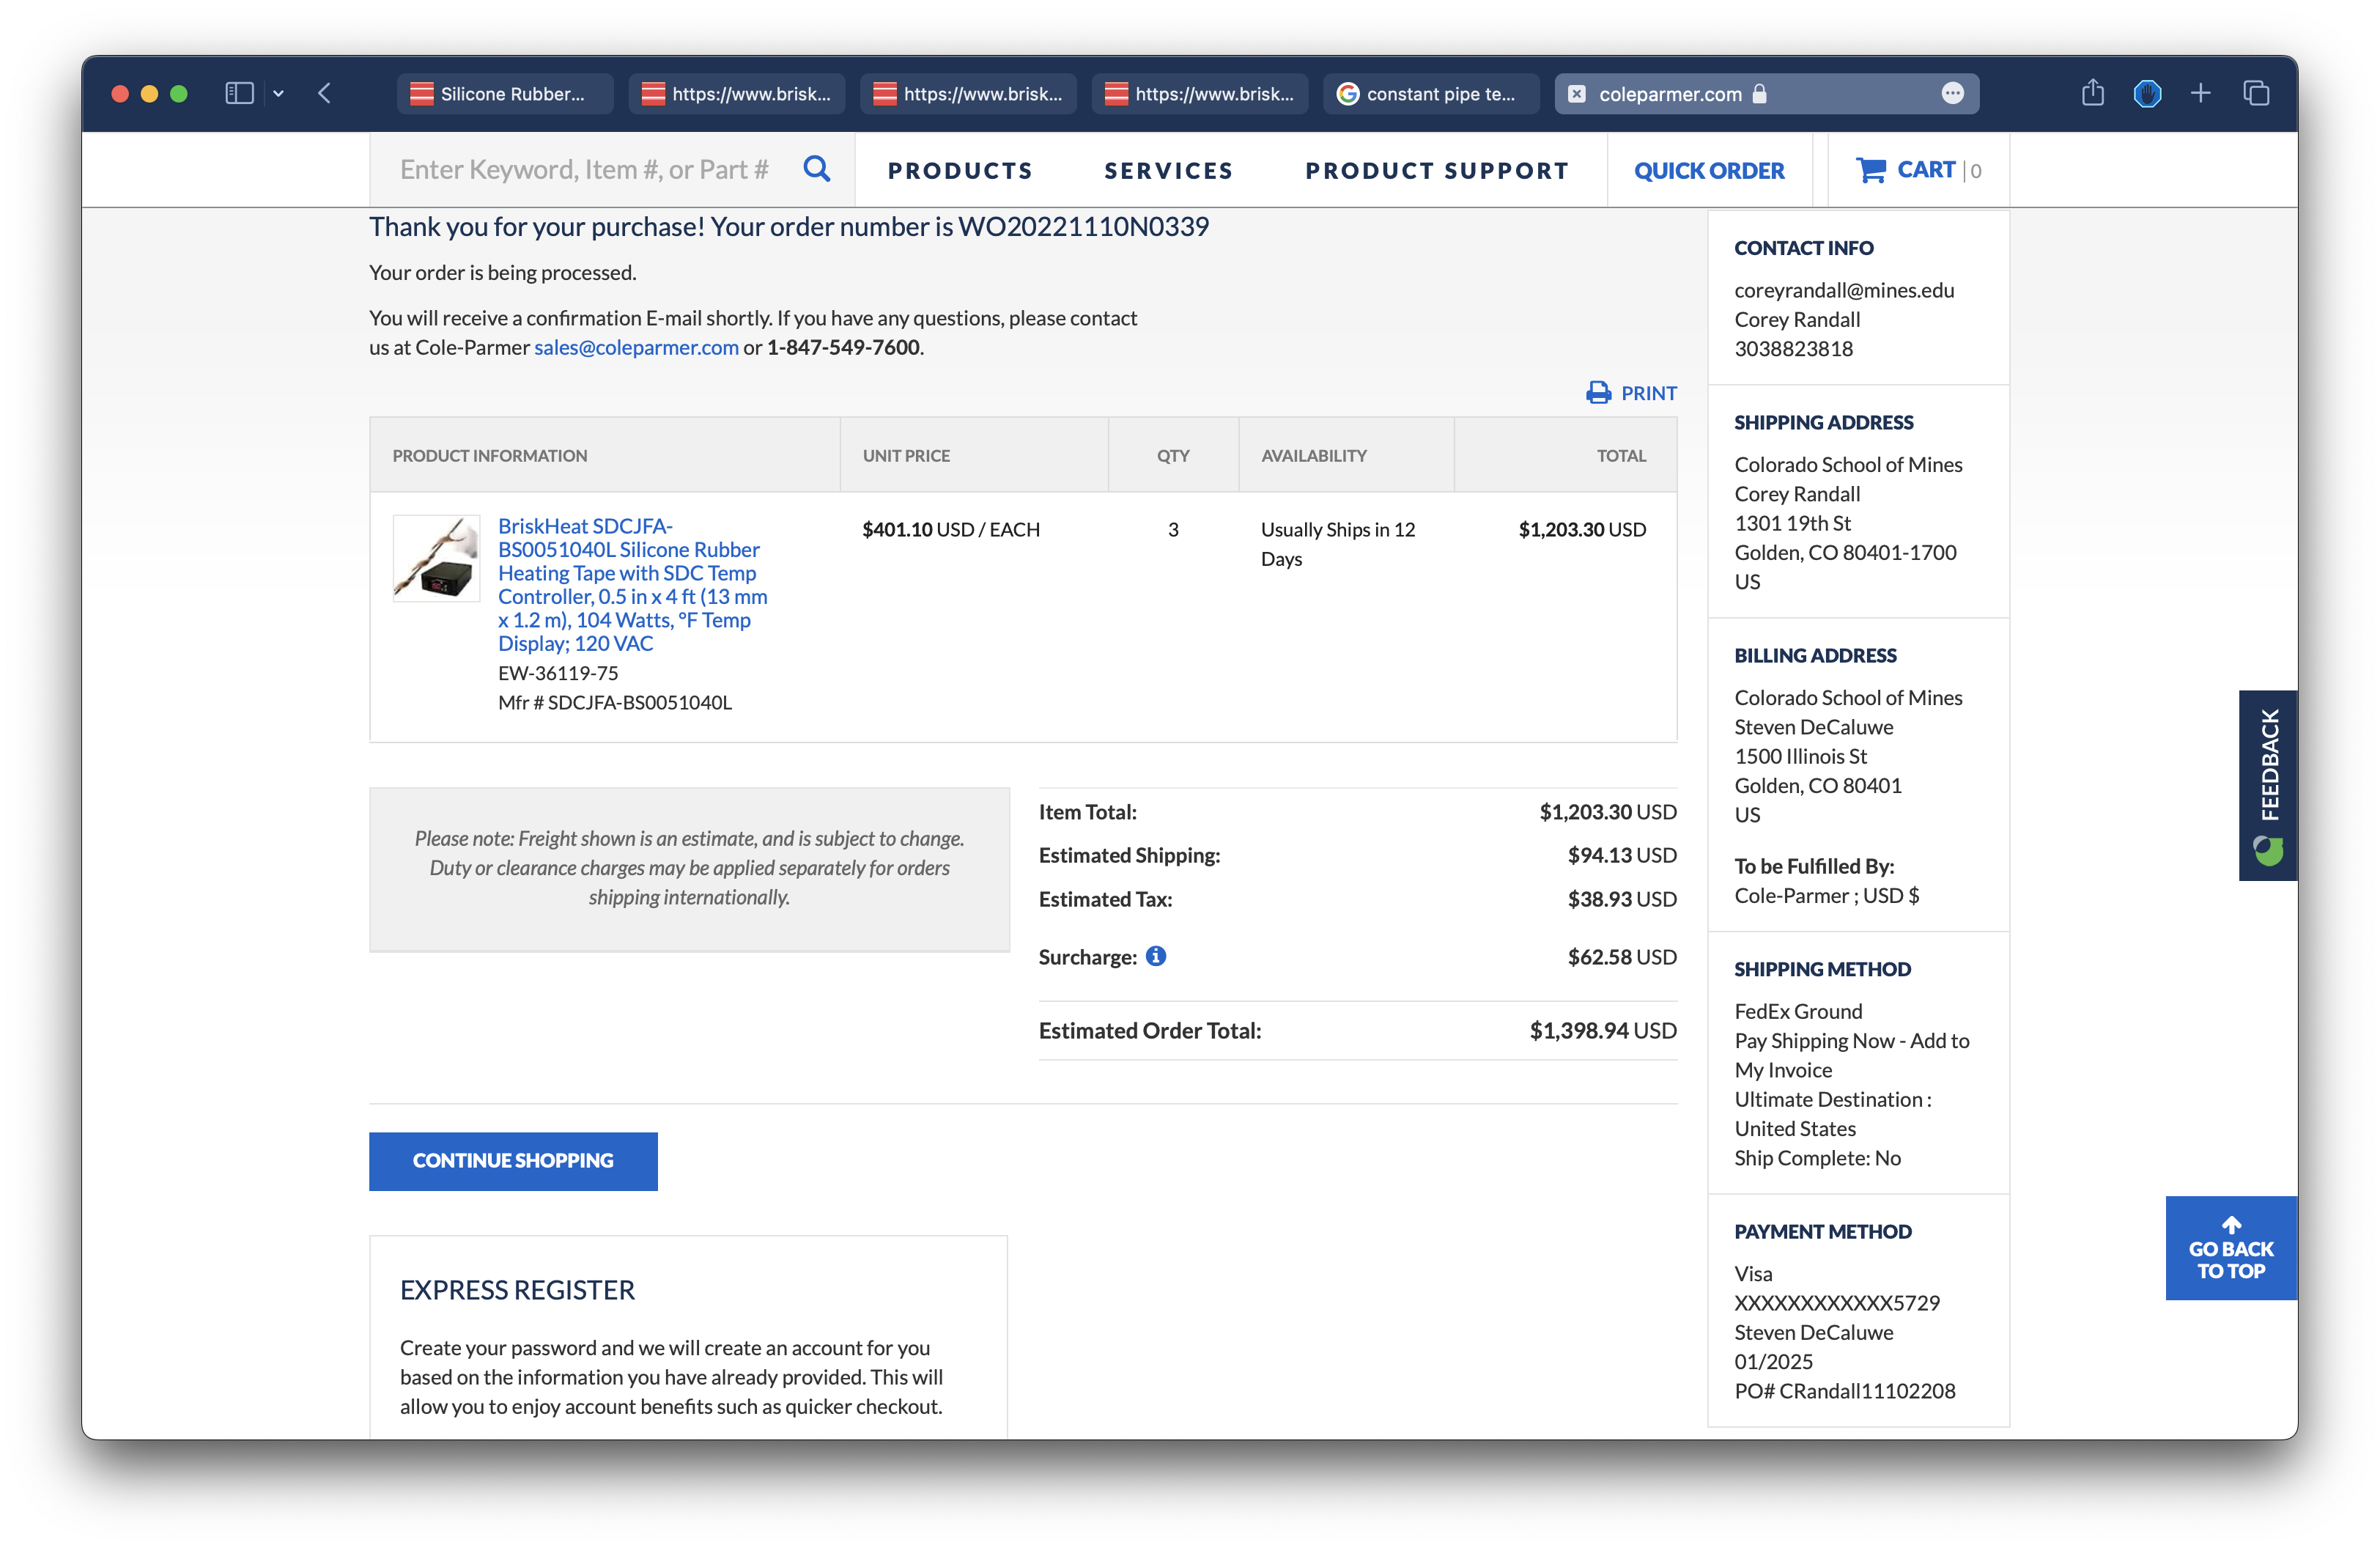 Silicone Rubber...
https://www.brisk...
https://www.brisk...
https://www.brisk...
constant pipe te...
coleparmer.com
Enter Keyword, Item #, or Part #
PRODUCTS
SERVICES
PRODUCT SUPPORT
QUICK ORDER
CART | 0
Thank you for your purchase! Your order number is WO20221110N0339
Your order is being processed.
You will receive a confirmation E-mail shortly. If you have any questions, please contact
us at Cole-Parmer sales@coleparmer.com or 1-847-549-7600.
PRINT
PRODUCT INFORMATION
UNIT PRICE
QTY
AVAILABILITY
TOTAL
BriskHeat SDCJFA-
BS0051040L Silicone Rubber
Heating Tape with SDC Temp
Controller, 0.5 in x 4 ft (13 mm
x 1.2 m), 104 Watts, °F Temp
Display; 120 VAC
EW-36119-75
Mfr # SDCJFA-BS0051040L
$401.10 USD / EACH
3
Usually Ships in 12
Days
$1,203.30 USD
Please note: Freight shown is an estimate, and is subject to change.
Duty or clearance charges may be applied separately for orders
shipping internationally.
Item Total: $1,203.30 USD
Estimated Shipping: $94.13 USD
Estimated Tax: $38.93 USD
Surcharge: $62.58 USD
Estimated Order Total: $1,398.94 USD
CONTINUE SHOPPING
EXPRESS REGISTER
Create your password and we will create an account for you
based on the information you have already provided. This will
allow you to enjoy account benefits such as quicker checkout.
CONTACT INFO
coreyrandall@mines.edu
Corey Randall
3038823818
SHIPPING ADDRESS
Colorado School of Mines
Corey Randall
1301 19th St
Golden, CO 80401-1700
US
BILLING ADDRESS
Colorado School of Mines
Steven DeCaluwe
1500 Illinois St
Golden, CO 80401
US
To be Fulfilled By:
Cole-Parmer ; USD $
SHIPPING METHOD
FedEx Ground
Pay Shipping Now - Add to
My Invoice
Ultimate Destination :
United States
Ship Complete: No
PAYMENT METHOD
Visa
XXXXXXXXXXXX5729
Steven DeCaluwe
01/2025
PO# CRandall11102208
FEEDBACK
GO BACK
TO TOP